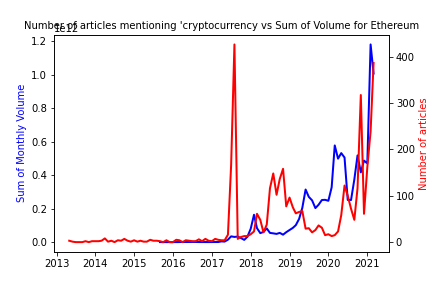 Number of articles mentioning 'cryptocurrency vs Sum of Volume for Ethereum
1e12
1.2
1.0
0.8
0.6
0.4
0.2
0.0
Sum of Monthly Volume
400
300
200
100
0
Number of articles
2013 2014 2015 2016 2017 2018 2019 2020 2021